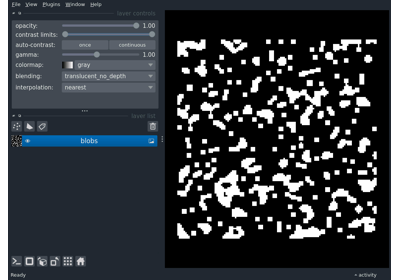 File View Plugins Window Help
layer controls
opacity: 1.00
contrast limits:
auto-contrast: once continuous
gamma: 1.00
colormap: gray
blending: translucent_no_depth
interpolation: nearest
layer list
blobs
Ready
activity